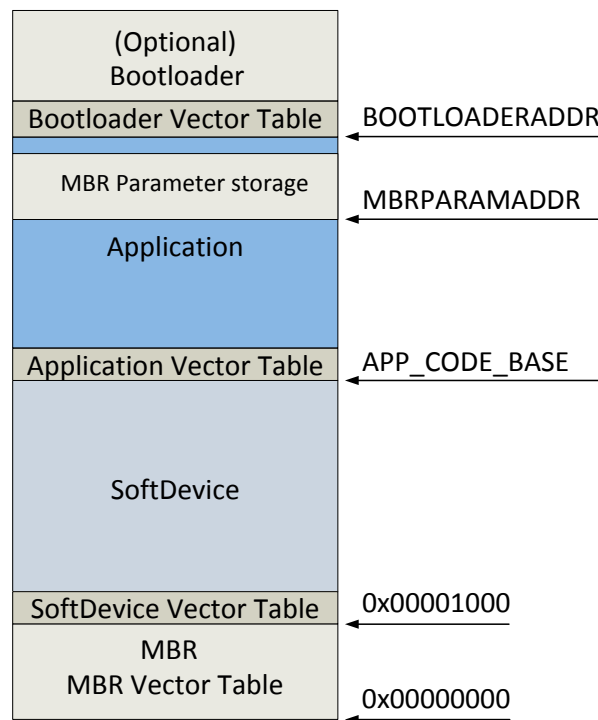 (Optional)
Bootloader
Bootloader Vector Table
BOOTLOADERADDR
MBR Parameter storage
MBRPARAMADDR
Application
Application Vector Table
APP_CODE_BASE
SoftDevice
SoftDevice Vector Table
0x00001000
MBR
MBR Vector Table
0x00000000